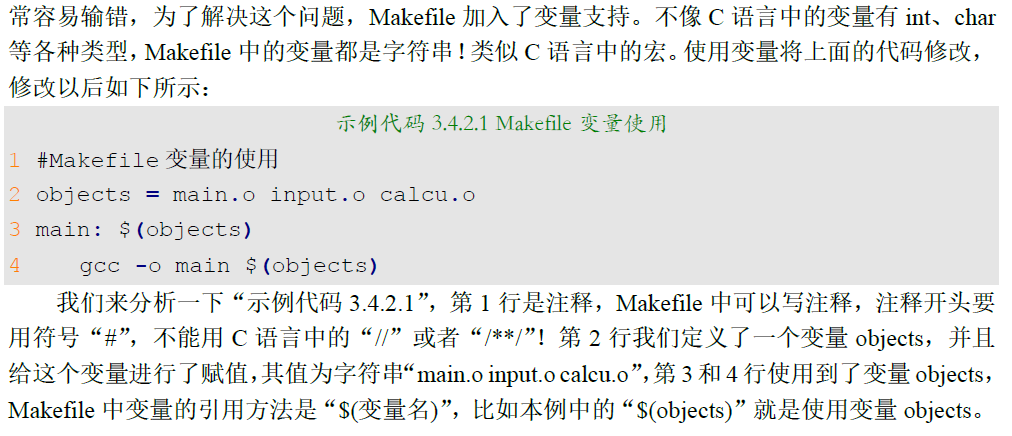 常容易输错，为了解决这个问题，Makefile 加入了变量支持。不像 C 语言中的变量有 int、char
等各种类型，Makefile 中的变量都是字符串！类似 C 语言中的宏。使用变量将上面的代码修改，
修改以后如下所示：
示例代码 3.4.2.1 Makefile 变量使用
1 #Makefile 变量的使用
2 objects = main.o input.o calcu.o
3 main: $(objects)
4    gcc -o main $(objects)
我们来分析一下“示例代码 3.4.2.1”，第 1 行是注释，Makefile 中可以写注释，注释开头要
用符号“#”，不能用 C 语言中的“//”或者“/**/”！第 2 行我们定义了一个变量 objects，并且
给这个变量进行了赋值，其值为字符串“main.o input.o calcu.o”，第 3 和 4 行使用到了变量 objects，
Makefile 中变量的引用方法是“$(变量名)”，比如本例中的“$(objects)”就是使用变量 objects。